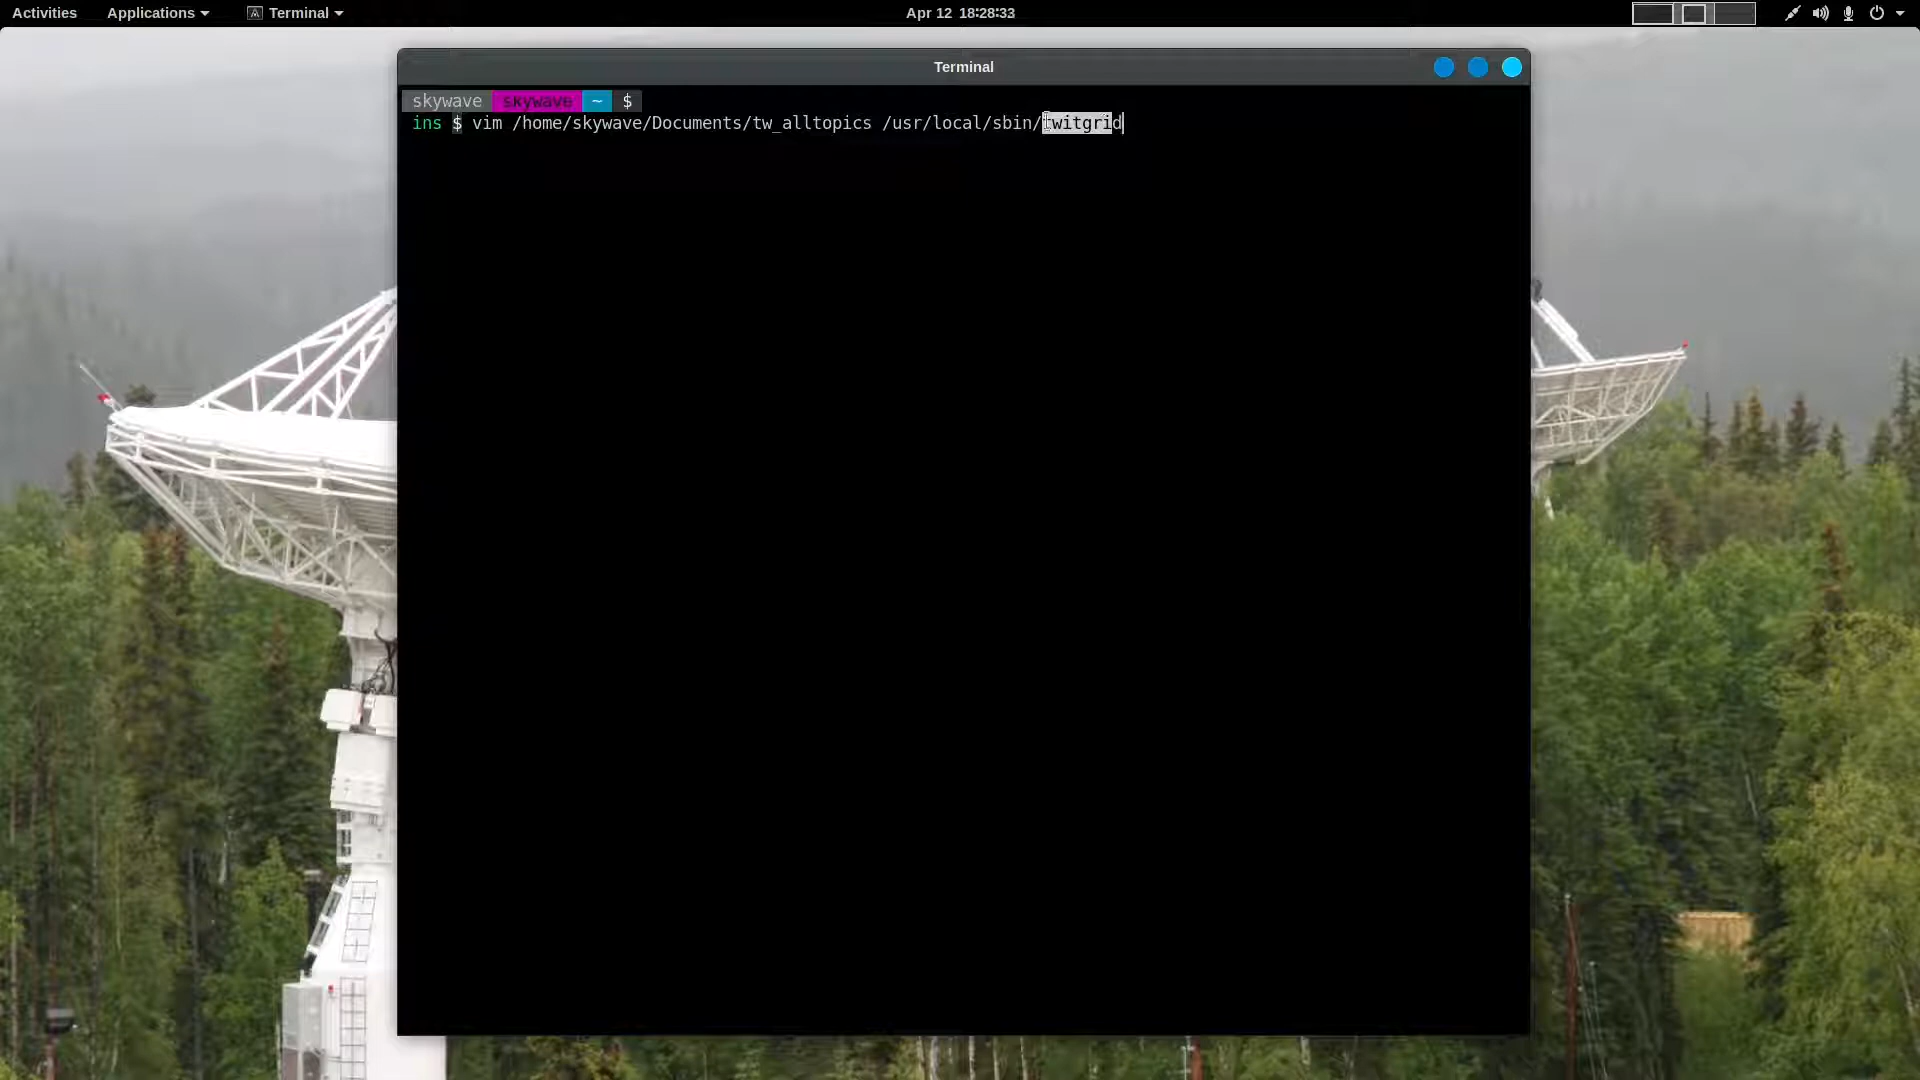 Activities Applications Terminal Apr 12 18:28:33
Terminal
skywave skywave ~ $
ins $ vim /home/skywave/Documents/tw_alltopics /usr/local/sbin/twitgrid